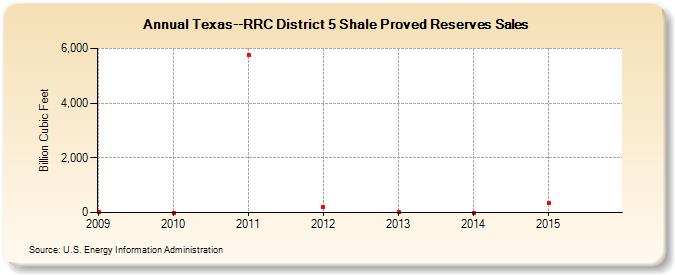 Annual Texas--RRC District 5 Shale Proved Reserves Sales
Billion Cubic Feet
6,000
4,000
2,000
0
2009 2010 2011 2012 2013 2014 2015
Source: U.S. Energy Information Administration